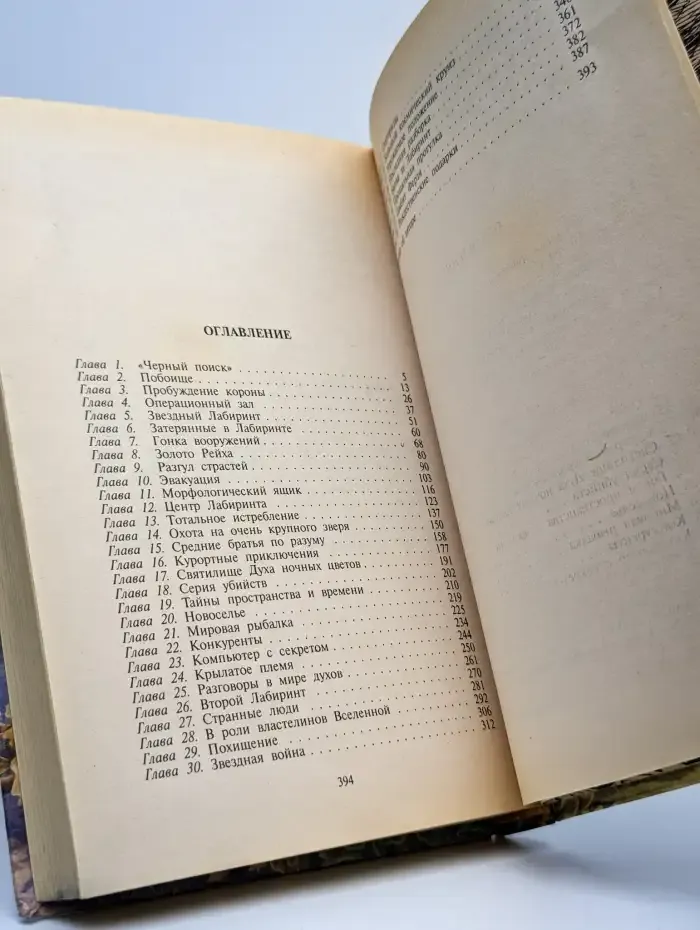 ОГЛАВЛЕНИЕ
Глава 1. «Черный поиск» . . . 5
Глава 2. Побоище . . . 13
Глава 3. Пробуждение короны . . . 26
Глава 4. Операционный зал . . . 37
Глава 5. Звездный Лабиринт . . . 51
Глава 6. Затерянные в Лабиринте . . . 60
Глава 7. Гонка вооружений . . . 68
Глава 8. Золото Рейха . . . 80
Глава 9. Разгул страстей . . . 90
Глава 10. Эвакуация . . . 103
Глава 11. Морфологический ящик . . . 116
Глава 12. Центр Лабиринта . . . 123
Глава 13. Тотальное истребление . . . 137
Глава 14. Охота на очень крупного зверя . . . 150
Глава 15. Средние братья по разуму . . . 158
Глава 16. Курортные приключения . . . 177
Глава 17. Святилище Духа ночных цветов . . . 191
Глава 18. Серия убийств . . . 202
Глава 19. Тайны пространства и времени . . . 210
Глава 20. Новоселье . . . 219
Глава 21. Мировая рыбалка . . . 225
Глава 22. Конкуренты . . . 234
Глава 23. Компьютер с секретом . . . 244
Глава 24. Крылатое племя . . . 250
Глава 25. Разговоры в мире духов . . . 261
Глава 26. Второй Лабиринт . . . 270
Глава 27. Странные люди . . . 281
Глава 28. В роли властелинов Вселенной . . . 292
Глава 29. Похищение . . . 306
Глава 30. Звездная война . . . 312
394
круиз
361
положение
372
разборка
382
Лабиринт
387
прогулка
393
подарки